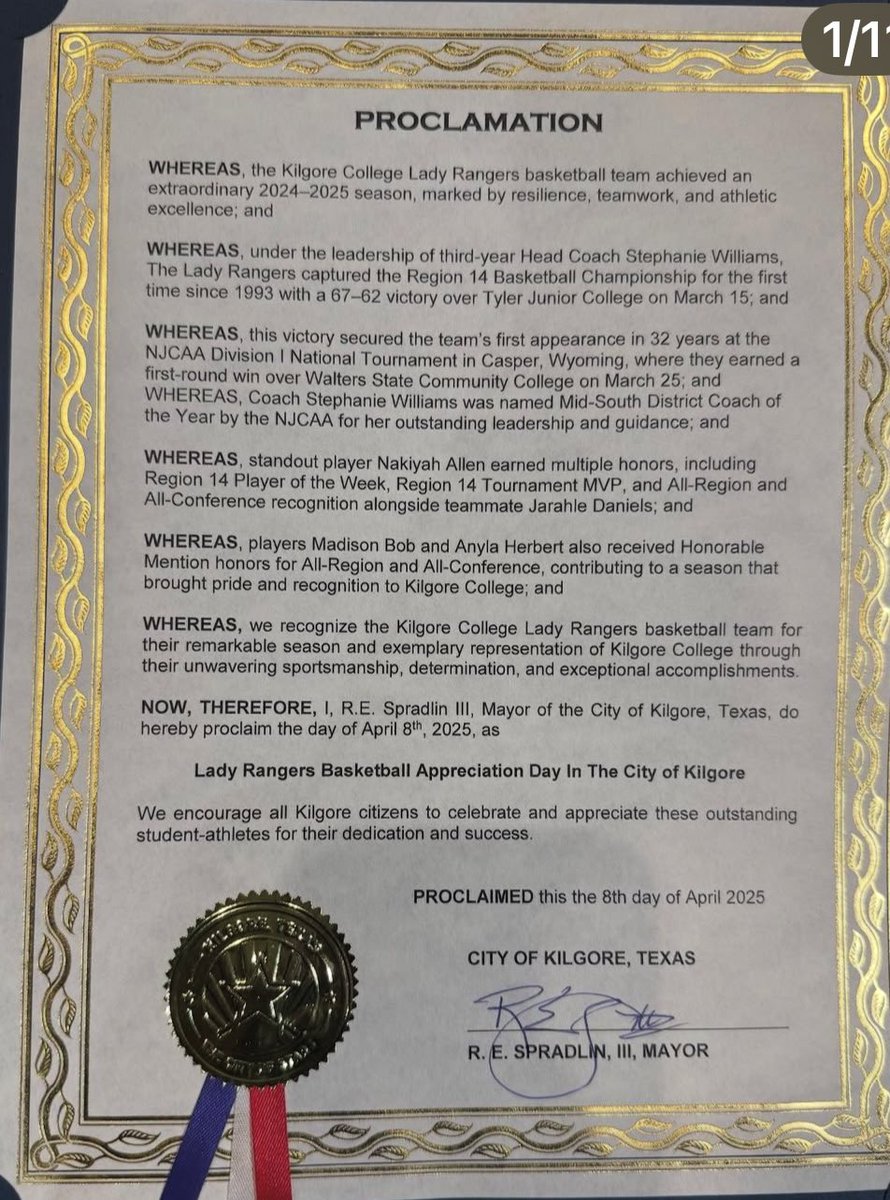 1/11
PROCLAMATION
WHEREAS, the Kilgore College Lady Rangers basketball team achieved an
extraordinary 2024–2025 season, marked by resilience, teamwork, and athletic
excellence; and
WHEREAS, under the leadership of third-year Head Coach Stephanie Williams,
The Lady Rangers captured the Region 14 Basketball Championship for the first
time since 1993 with a 67–62 victory over Tyler Junior College on March 15; and
WHEREAS, this victory secured the team's first appearance in 32 years at the
NJCAA Division I National Tournament in Casper, Wyoming, where they earned a
first-round win over Walters State Community College on March 25; and
WHEREAS, Coach Stephanie Williams was named Mid-South District Coach of
the Year by the NJCAA for her outstanding leadership and guidance; and
WHEREAS, standout player Nakiyah Allen earned multiple honors, including
Region 14 Player of the Week, Region 14 Tournament MVP, and All-Region and
All-Conference recognition alongside teammate Jarahle Daniels; and
WHEREAS, players Madison Bob and Anyla Herbert also received Honorable
Mention honors for All-Region and All-Conference, contributing to a season that
brought pride and recognition to Kilgore College; and
WHEREAS, we recognize the Kilgore College Lady Rangers basketball team for
their remarkable season and exemplary representation of Kilgore College through
their unwavering sportsmanship, determination, and exceptional accomplishments.
NOW, THEREFORE, I, R.E. Spradlin III, Mayor of the City of Kilgore, Texas, do
hereby proclaim the day of April 8th, 2025, as
Lady Rangers Basketball Appreciation Day In The City of Kilgore
We encourage all Kilgore citizens to celebrate and appreciate these outstanding
student-athletes for their dedication and success.
PROCLAIMED this the 8th day of April 2025
KILGORE, TEXAS
CITY OF KILGORE, TEXAS
R. E. SPRADLIN, III, MAYOR